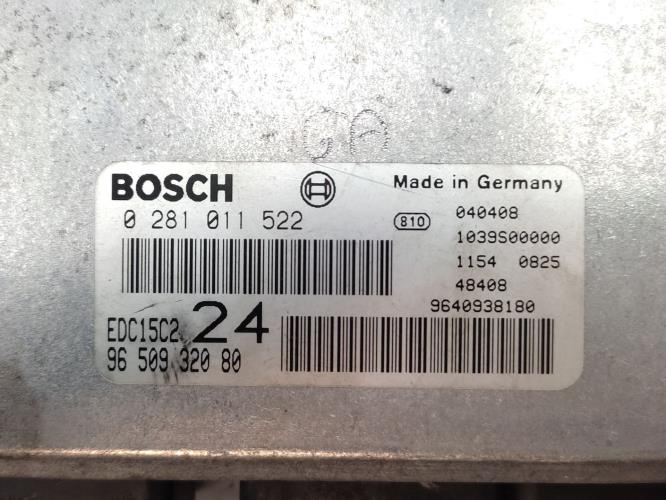 BOSCH
Made in Germany
0 281 011 522
810
040408
1039S00000
1154 0825
48408
9640938180
EDC15C2 24
96 509 320 80